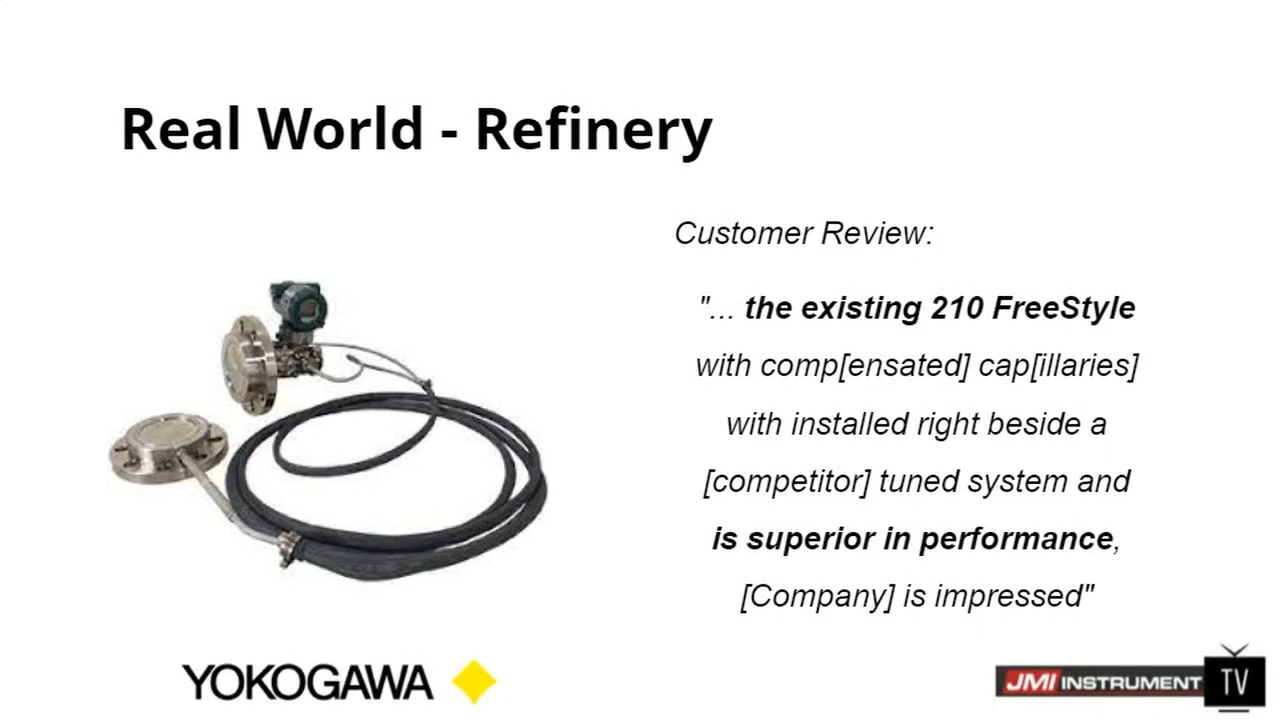 Real World - Refinery
Customer Review:
"... the existing 210 FreeStyle
with comp[ensated] cap[illaries]
with installed right beside a
[competitor] tuned system and
is superior in performance,
[Company] is impressed"
YOKOGAWA
JMI INSTRUMENT TV